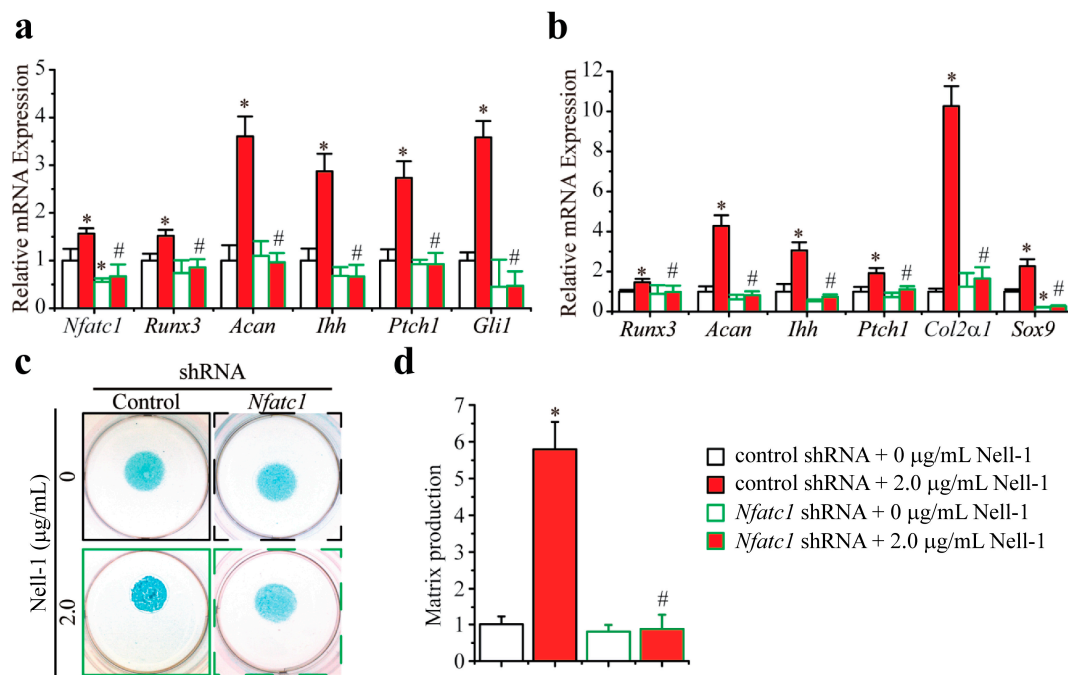 a
Relative mRNA Expression
5
4
3
2
1
0
* * * * * * *
# # # # # #
Nfatc1 Runx3 Acan Ihh Ptch1 Gli1
b
Relative mRNA Expression
12
10
8
6
4
2
0
* * * * * * *
# # # # # #
Runx3 Acan Ihh Ptch1 Col2α1 Sox9
c
shRNA
Control Nfatc1
Nell-1 (μg/mL)
0
2.0
d
Matrix production
7
6
5
4
3
2
1
0
*
#
control shRNA + 0 μg/mL Nell-1
control shRNA + 2.0 μg/mL Nell-1
Nfatc1 shRNA + 0 μg/mL Nell-1
Nfatc1 shRNA + 2.0 μg/mL Nell-1